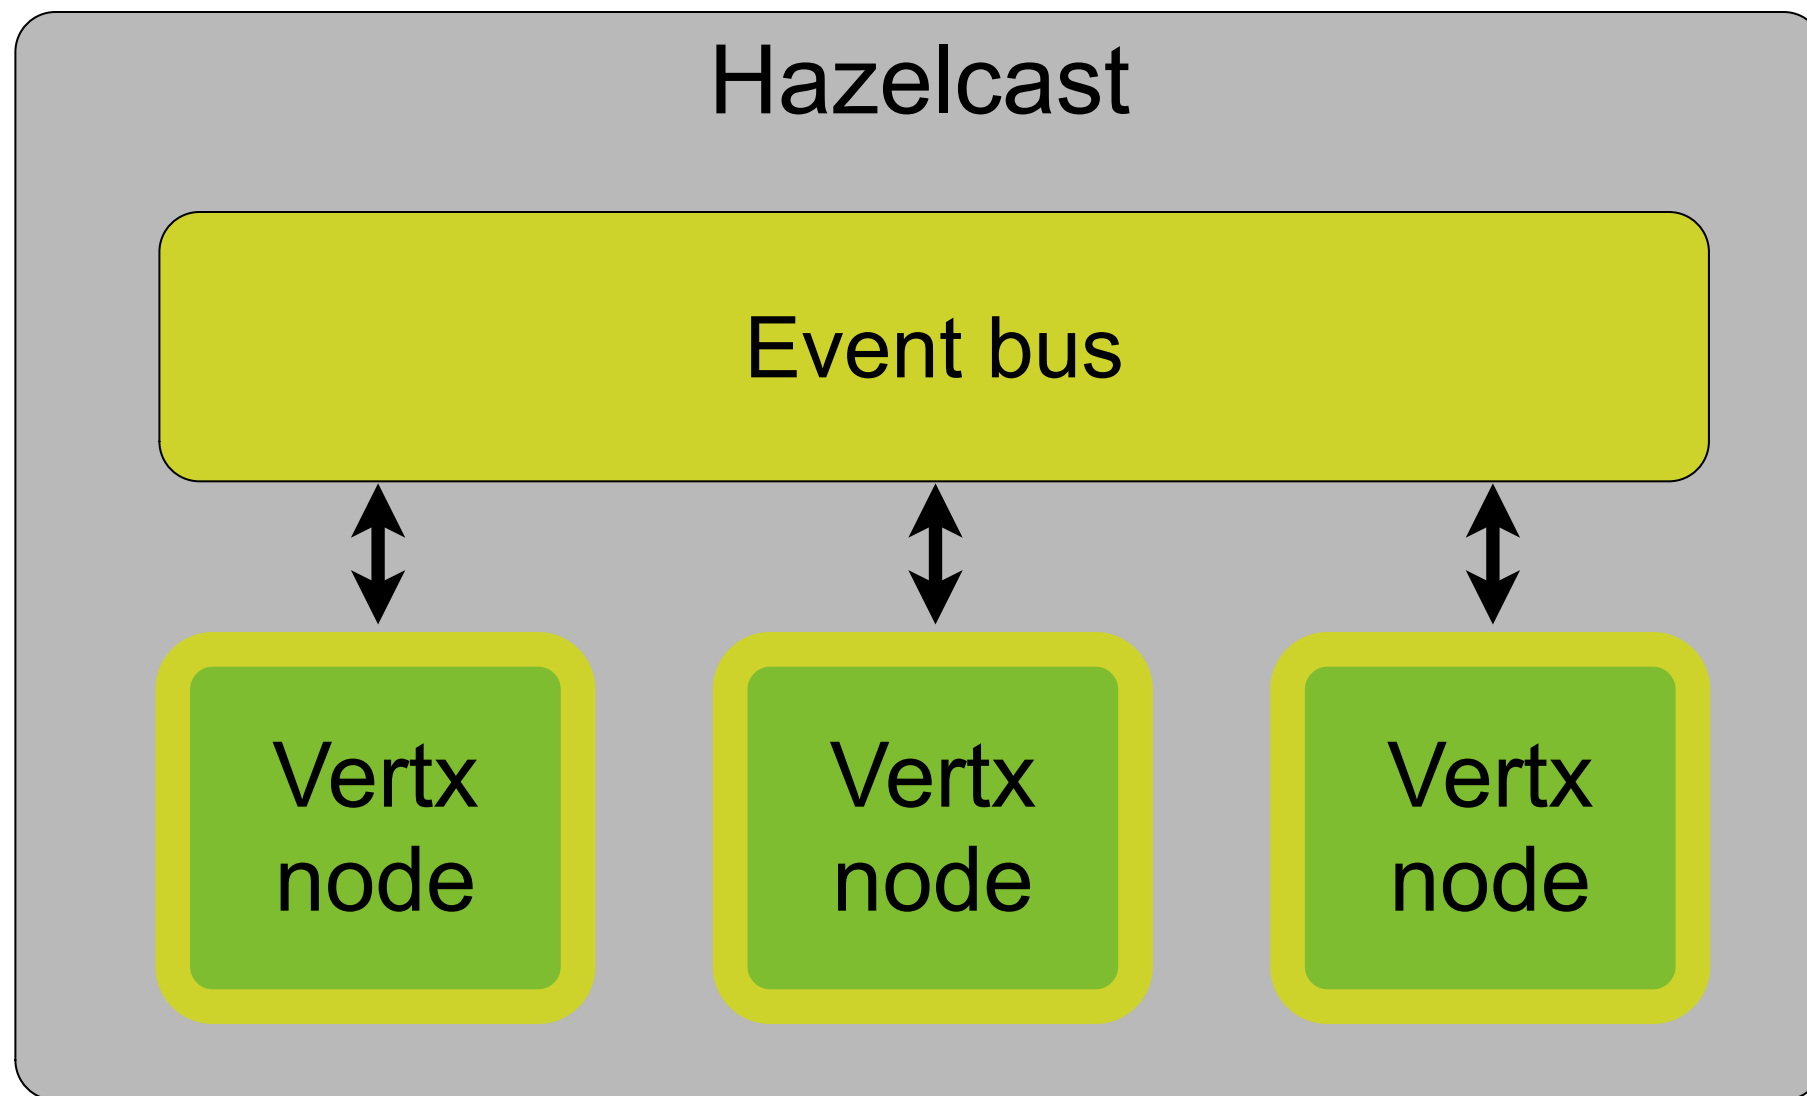 Hazelcast
Event bus
Vertx
node
Vertx
node
Vertx
node